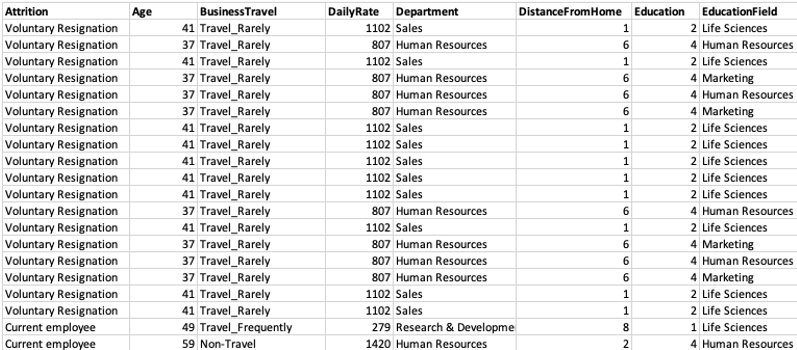 Attrition Age BusinessTravel DailyRate Department DistanceFromHome Education EducationField
Voluntary Resignation 41 Travel_Rarely 1102 Sales 1 2 Life Sciences
Voluntary Resignation 37 Travel_Rarely 807 Human Resources 6 4 Human Resources
Voluntary Resignation 41 Travel_Rarely 1102 Sales 1 2 Life Sciences
Voluntary Resignation 37 Travel_Rarely 807 Human Resources 6 4 Marketing
Voluntary Resignation 37 Travel_Rarely 807 Human Resources 6 4 Human Resources
Voluntary Resignation 37 Travel_Rarely 807 Human Resources 6 4 Marketing
Voluntary Resignation 41 Travel_Rarely 1102 Sales 1 2 Life Sciences
Voluntary Resignation 41 Travel_Rarely 1102 Sales 1 2 Life Sciences
Voluntary Resignation 41 Travel_Rarely 1102 Sales 1 2 Life Sciences
Voluntary Resignation 41 Travel_Rarely 1102 Sales 1 2 Life Sciences
Voluntary Resignation 41 Travel_Rarely 1102 Sales 1 2 Life Sciences
Voluntary Resignation 37 Travel_Rarely 807 Human Resources 6 4 Human Resources
Voluntary Resignation 41 Travel_Rarely 1102 Sales 1 2 Life Sciences
Voluntary Resignation 37 Travel_Rarely 807 Human Resources 6 4 Marketing
Voluntary Resignation 37 Travel_Rarely 807 Human Resources 6 4 Human Resources
Voluntary Resignation 37 Travel_Rarely 807 Human Resources 6 4 Marketing
Voluntary Resignation 41 Travel_Rarely 1102 Sales 1 2 Life Sciences
Voluntary Resignation 41 Travel_Rarely 1102 Sales 1 2 Life Sciences
Current employee 49 Travel_Frequently 279 Research & Developme 8 1 Life Sciences
Current employee 59 Non-Travel 1420 Human Resources 2 4 Human Resources